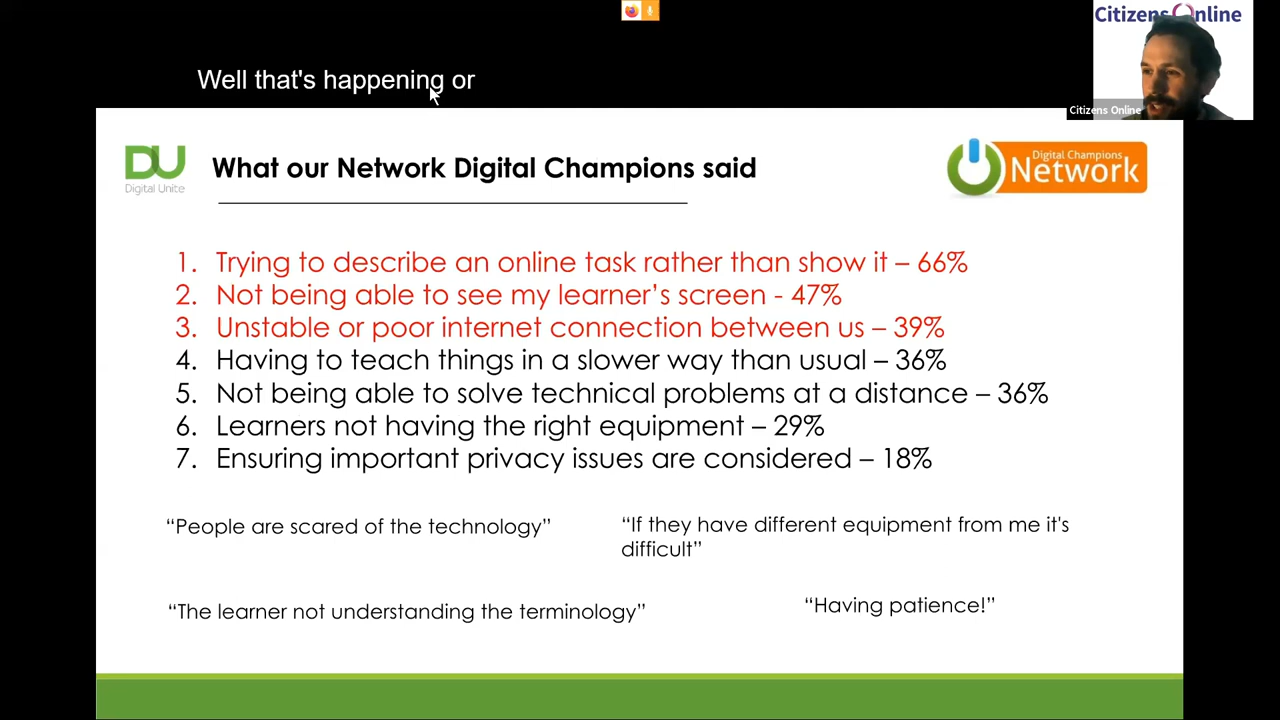 Citizens Online
Well that's happening or
Citizens Online
DU
Digital Unite
What our Network Digital Champions said
Digital Champions
Network
1. Trying to describe an online task rather than show it – 66%
2. Not being able to see my learner’s screen - 47%
3. Unstable or poor internet connection between us – 39%
4. Having to teach things in a slower way than usual – 36%
5. Not being able to solve technical problems at a distance – 36%
6. Learners not having the right equipment – 29%
7. Ensuring important privacy issues are considered – 18%
“People are scared of the technology”
“If they have different equipment from me it's
difficult”
“The learner not understanding the terminology”
“Having patience!”